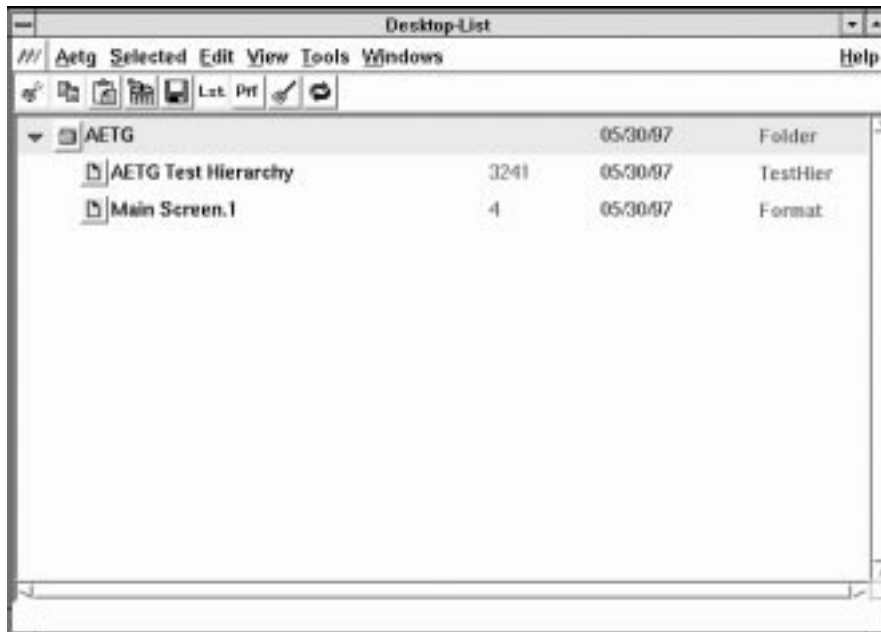 Desktop-List
Aetg Selected Edit View Tools Windows Help
Lst Prf
AETG 05/30/97 Folder
AETG Test Hierarchy 3241 05/30/97 TestHier
Main Screen.1 4 05/30/97 Format